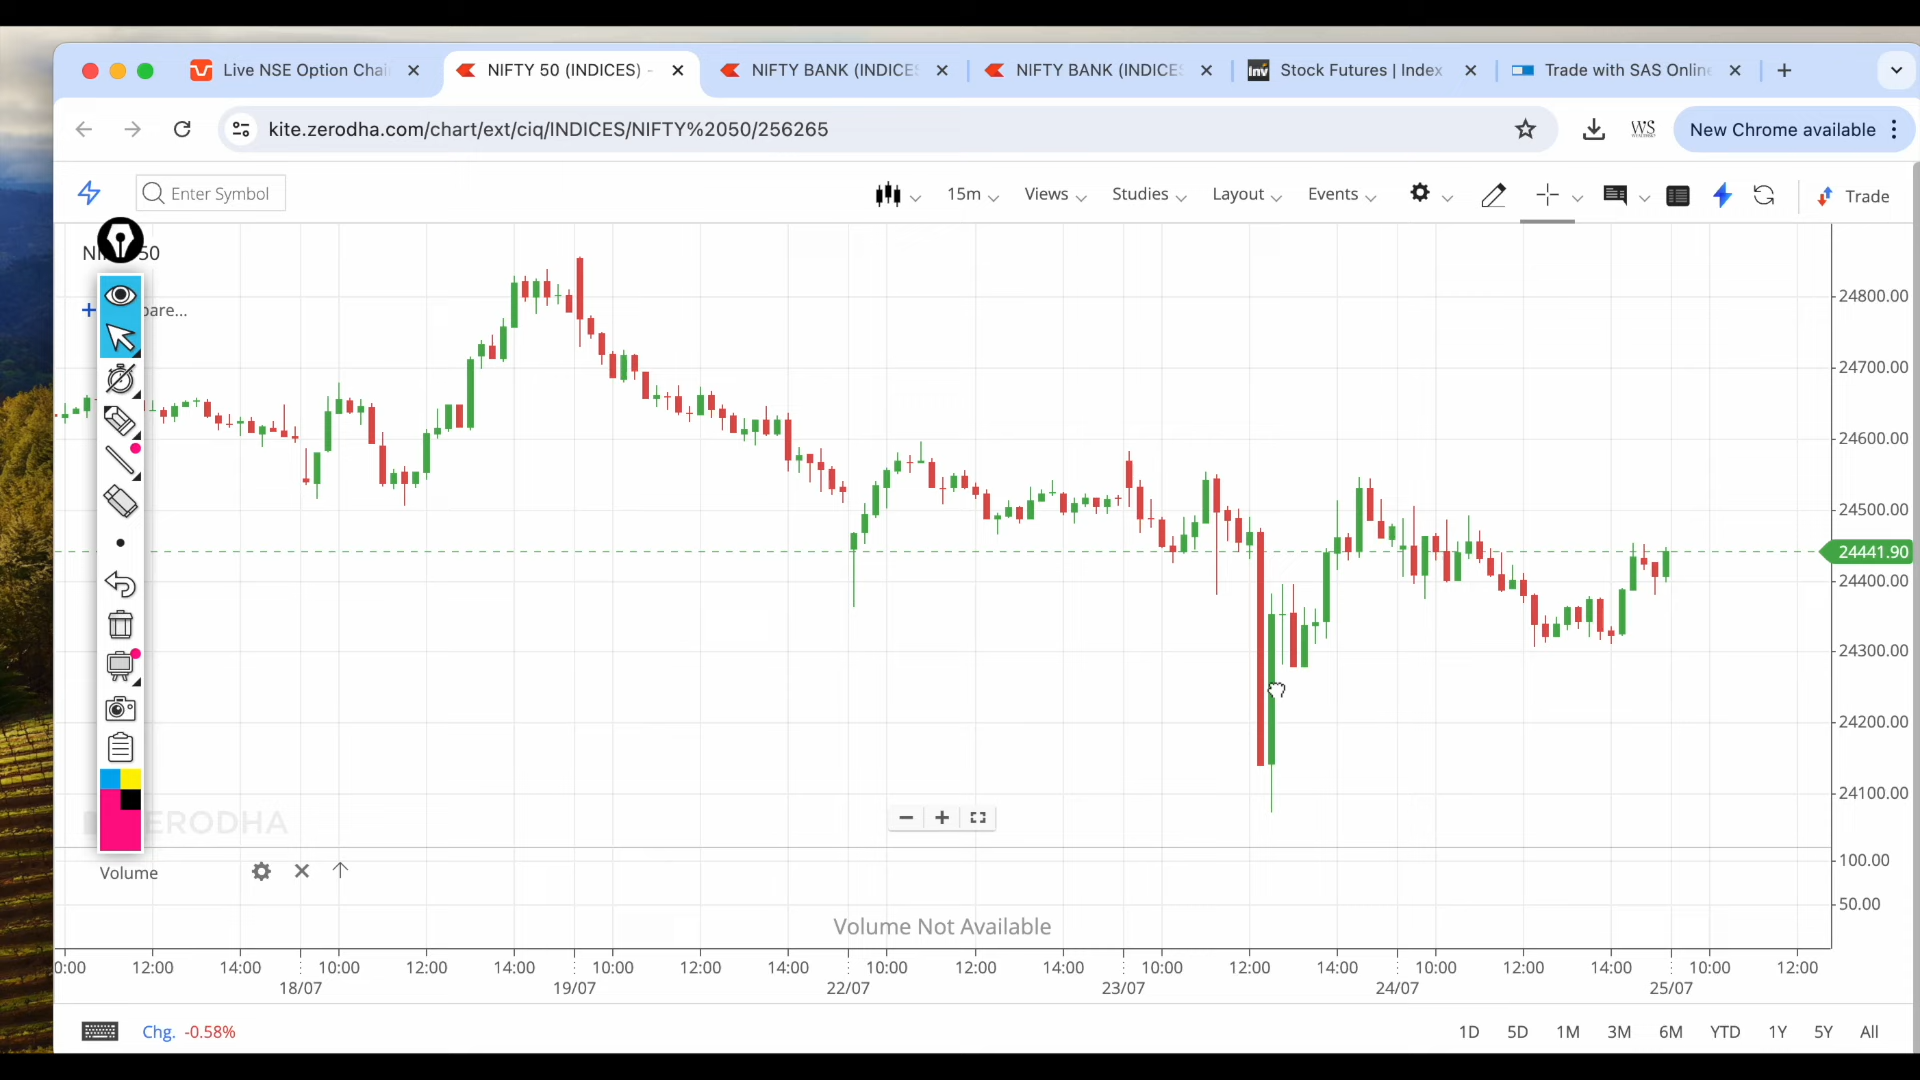 Live NSE Option Chai
NIFTY 50 (INDICES) -
NIFTY BANK (INDICES
NIFTY BANK (INDICES
Inv Stock Futures | Index
Trade with SAS Online
kite.zerodha.com/chart/ext/ciq/INDICES/NIFTY%2050/256265
WS
New Chrome available
Enter Symbol
15m
Views
Studies
Layout
Events
Trade
50
pare...
24800.00
24700.00
24600.00
24500.00
24441.90
24400.00
24300.00
24200.00
24100.00
ERODHA
Volume
100.00
50.00
Volume Not Available
0:00 12:00 14:00 10:00 12:00 14:00 10:00 12:00 14:00 10:00 12:00 14:00 10:00 12:00 14:00 10:00 12:00 14:00 10:00 12:00
18/07 19/07 22/07 23/07 24/07 25/07
Chg. -0.58%
1D 5D 1M 3M 6M YTD 1Y 5Y All